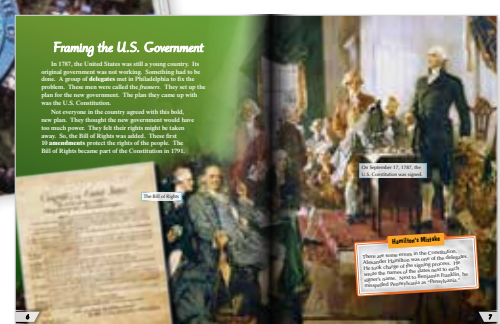 Framing the U.S. Government
In 1787, the United States was still a young country. Its
original government was not working. Something had to be
done. A group of delegates met in Philadelphia to fix the
problem. These men were called the framers. They set up the
plan for the new government. The plan they came up with
was the U.S. Constitution.
Not everyone in the country agreed with this bold,
new plan. They thought the new government would have
too much power. They felt their rights might be taken
away. So, the Bill of Rights was added. These first
10 amendments protect the rights of the people. The
Bill of Rights became part of the Constitution in 1791.
The Bill of Rights
6
On September 17, 1787, the
U.S. Constitution was signed.
Hamilton's Mistake
There are some errors in the Constitution.
Alexander Hamilton was one of the delegates.
He took charge of the signing process. He
wrote the names of the states next to each
signer's name. Next to Benjamin Franklin, he
misspelled Pennsylvania as
7